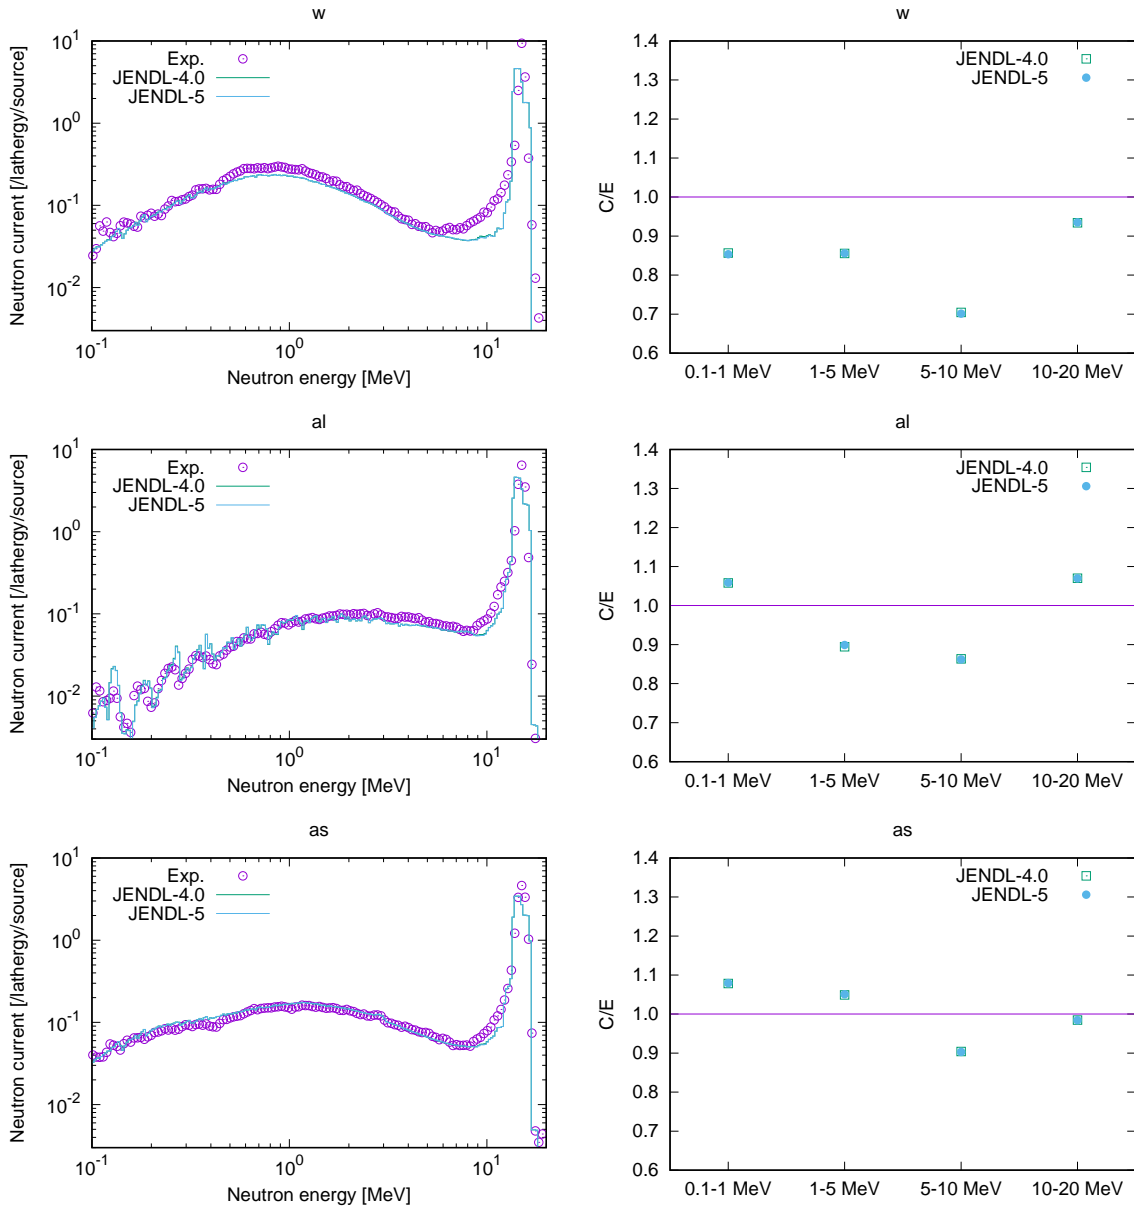 w
10^1
10^0
10^-1
10^-2
Neutron current [/lathergy/source]
Exp.
JENDL-4.0
JENDL-5
10^-1
10^0
10^1
Neutron energy [MeV]
w
1.4
1.3
1.2
1.1
1.0
0.9
0.8
0.7
0.6
C/E
JENDL-4.0
JENDL-5
0.1-1 MeV
1-5 MeV
5-10 MeV
10-20 MeV
al
10^1
10^0
10^-1
10^-2
Neutron current [/lathergy/source]
Exp.
JENDL-4.0
JENDL-5
10^-1
10^0
10^1
Neutron energy [MeV]
al
1.4
1.3
1.2
1.1
1.0
0.9
0.8
0.7
0.6
C/E
JENDL-4.0
JENDL-5
0.1-1 MeV
1-5 MeV
5-10 MeV
10-20 MeV
as
10^1
10^0
10^-1
10^-2
Neutron current [/lathergy/source]
Exp.
JENDL-4.0
JENDL-5
10^-1
10^0
10^1
Neutron energy [MeV]
as
1.4
1.3
1.2
1.1
1.0
0.9
0.8
0.7
0.6
C/E
JENDL-4.0
JENDL-5
0.1-1 MeV
1-5 MeV
5-10 MeV
10-20 MeV